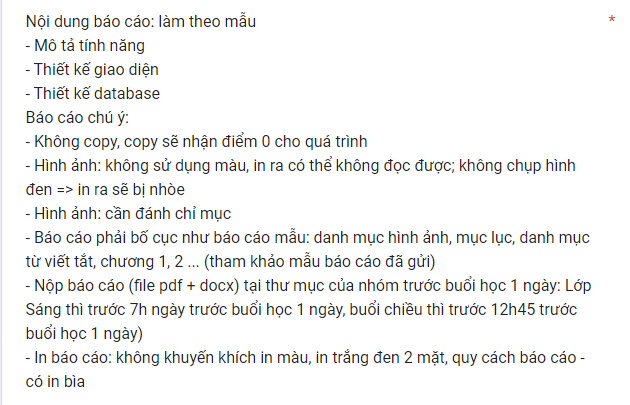 Nội dung báo cáo: làm theo mẫu *
- Mô tả tính năng
- Thiết kế giao diện
- Thiết kế database
Báo cáo chú ý:
- Không copy, copy sẽ nhận điểm 0 cho quá trình
- Hình ảnh: không sử dụng màu, in ra có thể không đọc được; không chụp hình
đen => in ra sẽ bị nhòe
- Hình ảnh: cần đánh chỉ mục
- Báo cáo phải bố cục như báo cáo mẫu: danh mục hình ảnh, mục lục, danh mục
từ viết tắt, chương 1, 2 ... (tham khảo mẫu báo cáo đã gửi)
- Nộp báo cáo (file pdf + docx) tại thư mục của nhóm trước buổi học 1 ngày: Lớp
Sáng thì trước 7h ngày trước buổi học 1 ngày, buổi chiều thì trước 12h45 trước
buổi học 1 ngày)
- In báo cáo: không khuyến khích in màu, in trắng đen 2 mặt, quy cách báo cáo -
có in bìa